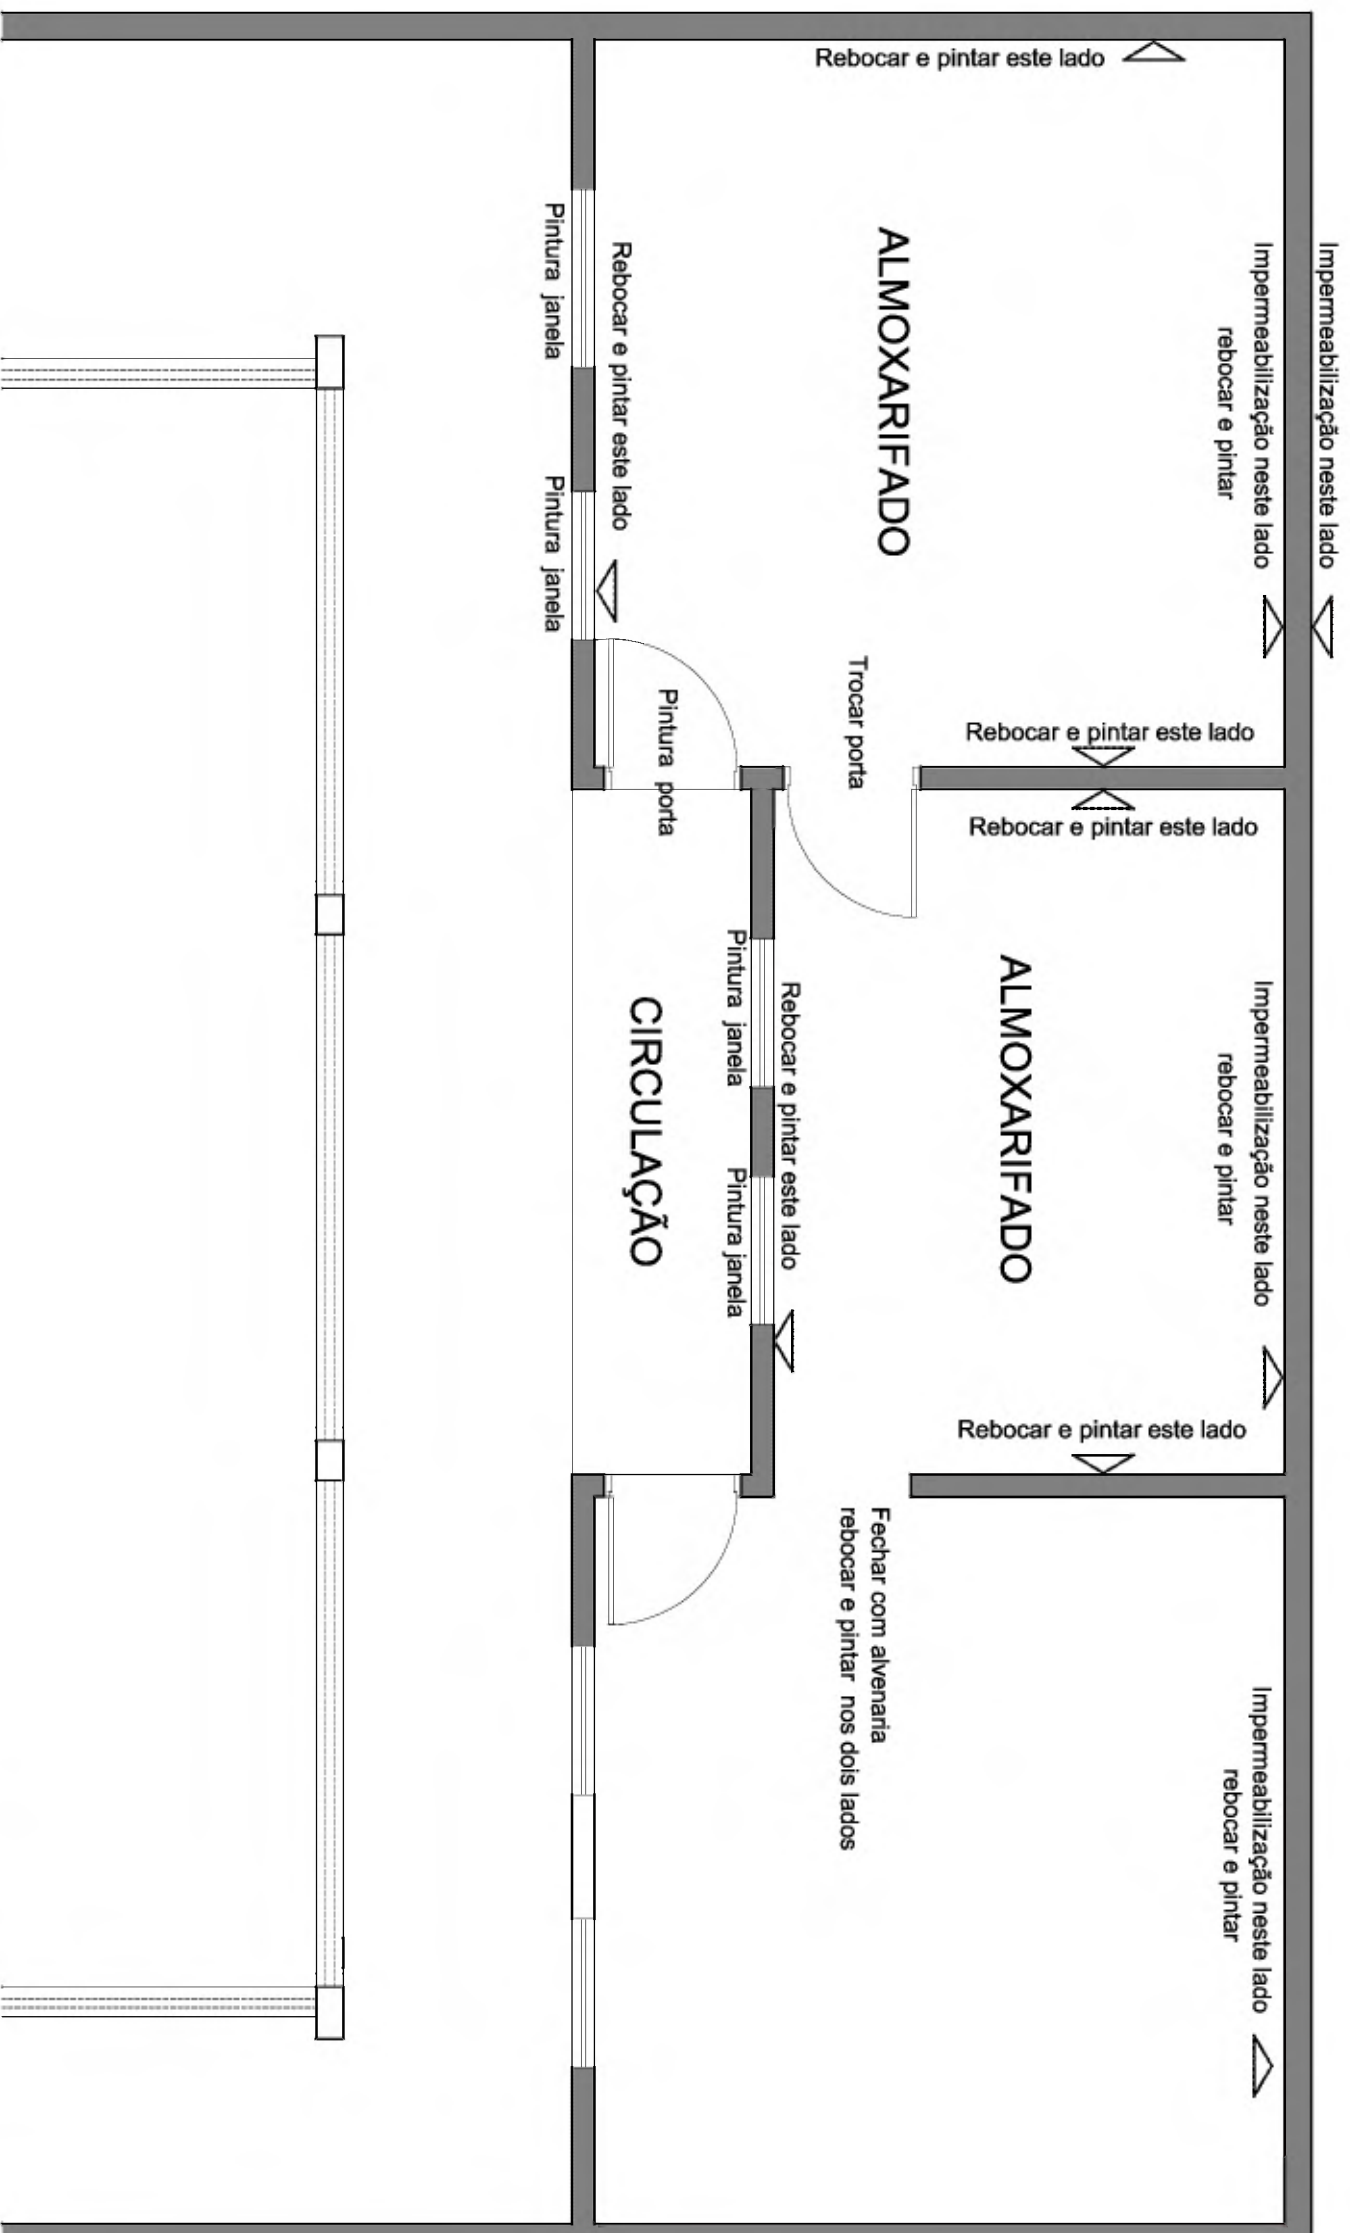 Rebocar e pintar este lado
Impermeabilização neste lado
Impermeabilização neste lado
rebocar e pintar
ALMOXARIFADO
Rebocar e pintar este lado
Pintura janela
Pintura janela
Trocar porta
Pintura porta
Rebocar e pintar este lado
Rebocar e pintar este lado
Impermeabilização neste lado
rebocar e pintar
ALMOXARIFADO
Rebocar e pintar este lado
Pintura janela
Pintura janela
CIRCULAÇÃO
Rebocar e pintar este lado
Fechar com alvenaria
rebocar e pintar nos dois lados
Impermeabilização neste lado
rebocar e pintar